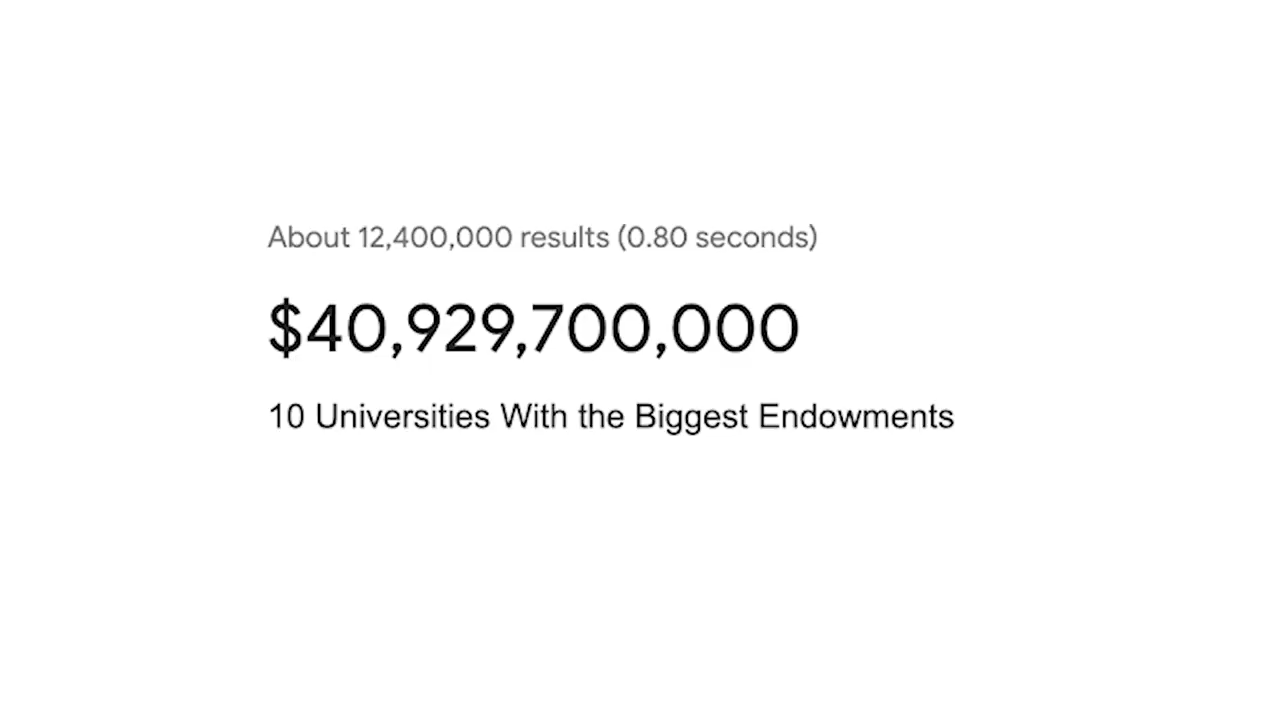 About 12,400,000 results (0.80 seconds)
$40,929,700,000
10 Universities With the Biggest Endowments